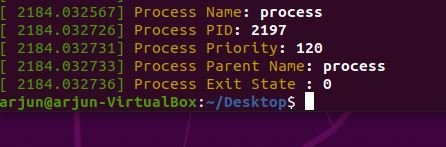 [ 2184.032567] Process Name: process
[ 2184.032726] Process PID: 2197
[ 2184.032731] Process Priority: 120
[ 2184.032733] Process Parent Name: process
[ 2184.032736] Process Exit State : 0
arjun@arjun-VirtualBox:~/Desktop$